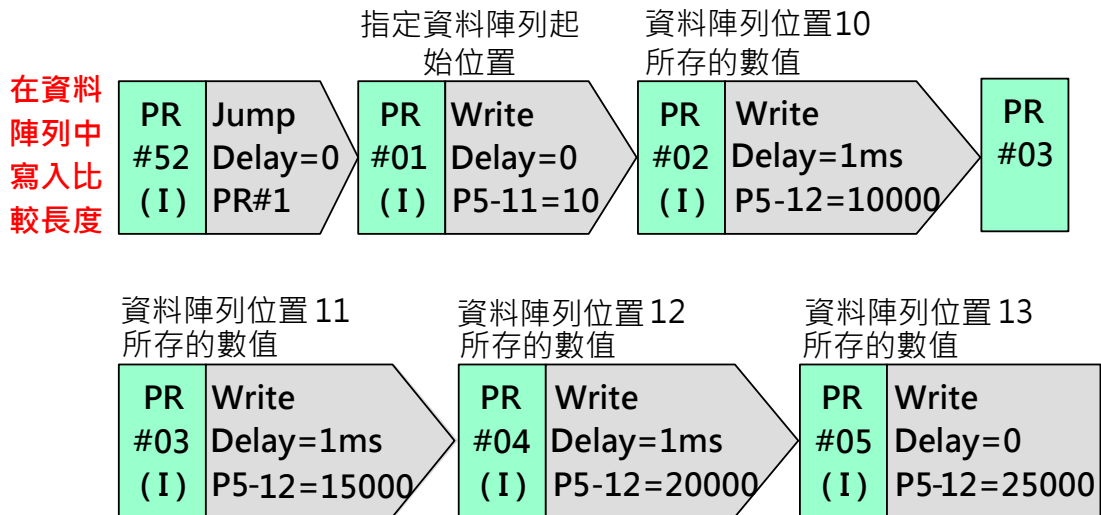 在資料
陣列中
寫入比
較長度
PR
#52
(I)
Jump
Delay=0
PR#1
指定資料陣列起
始位置
PR
#01
(I)
Write
Delay=0
P5-11=10
資料陣列位置10
所存的數值
PR
#02
(I)
Write
Delay=1ms
P5-12=10000
PR
#03
資料陣列位置11
所存的數值
PR
#03
(I)
Write
Delay=1ms
P5-12=15000
資料陣列位置12
所存的數值
PR
#04
(I)
Write
Delay=1ms
P5-12=20000
資料陣列位置13
所存的數值
PR
#05
(I)
Write
Delay=0
P5-12=25000